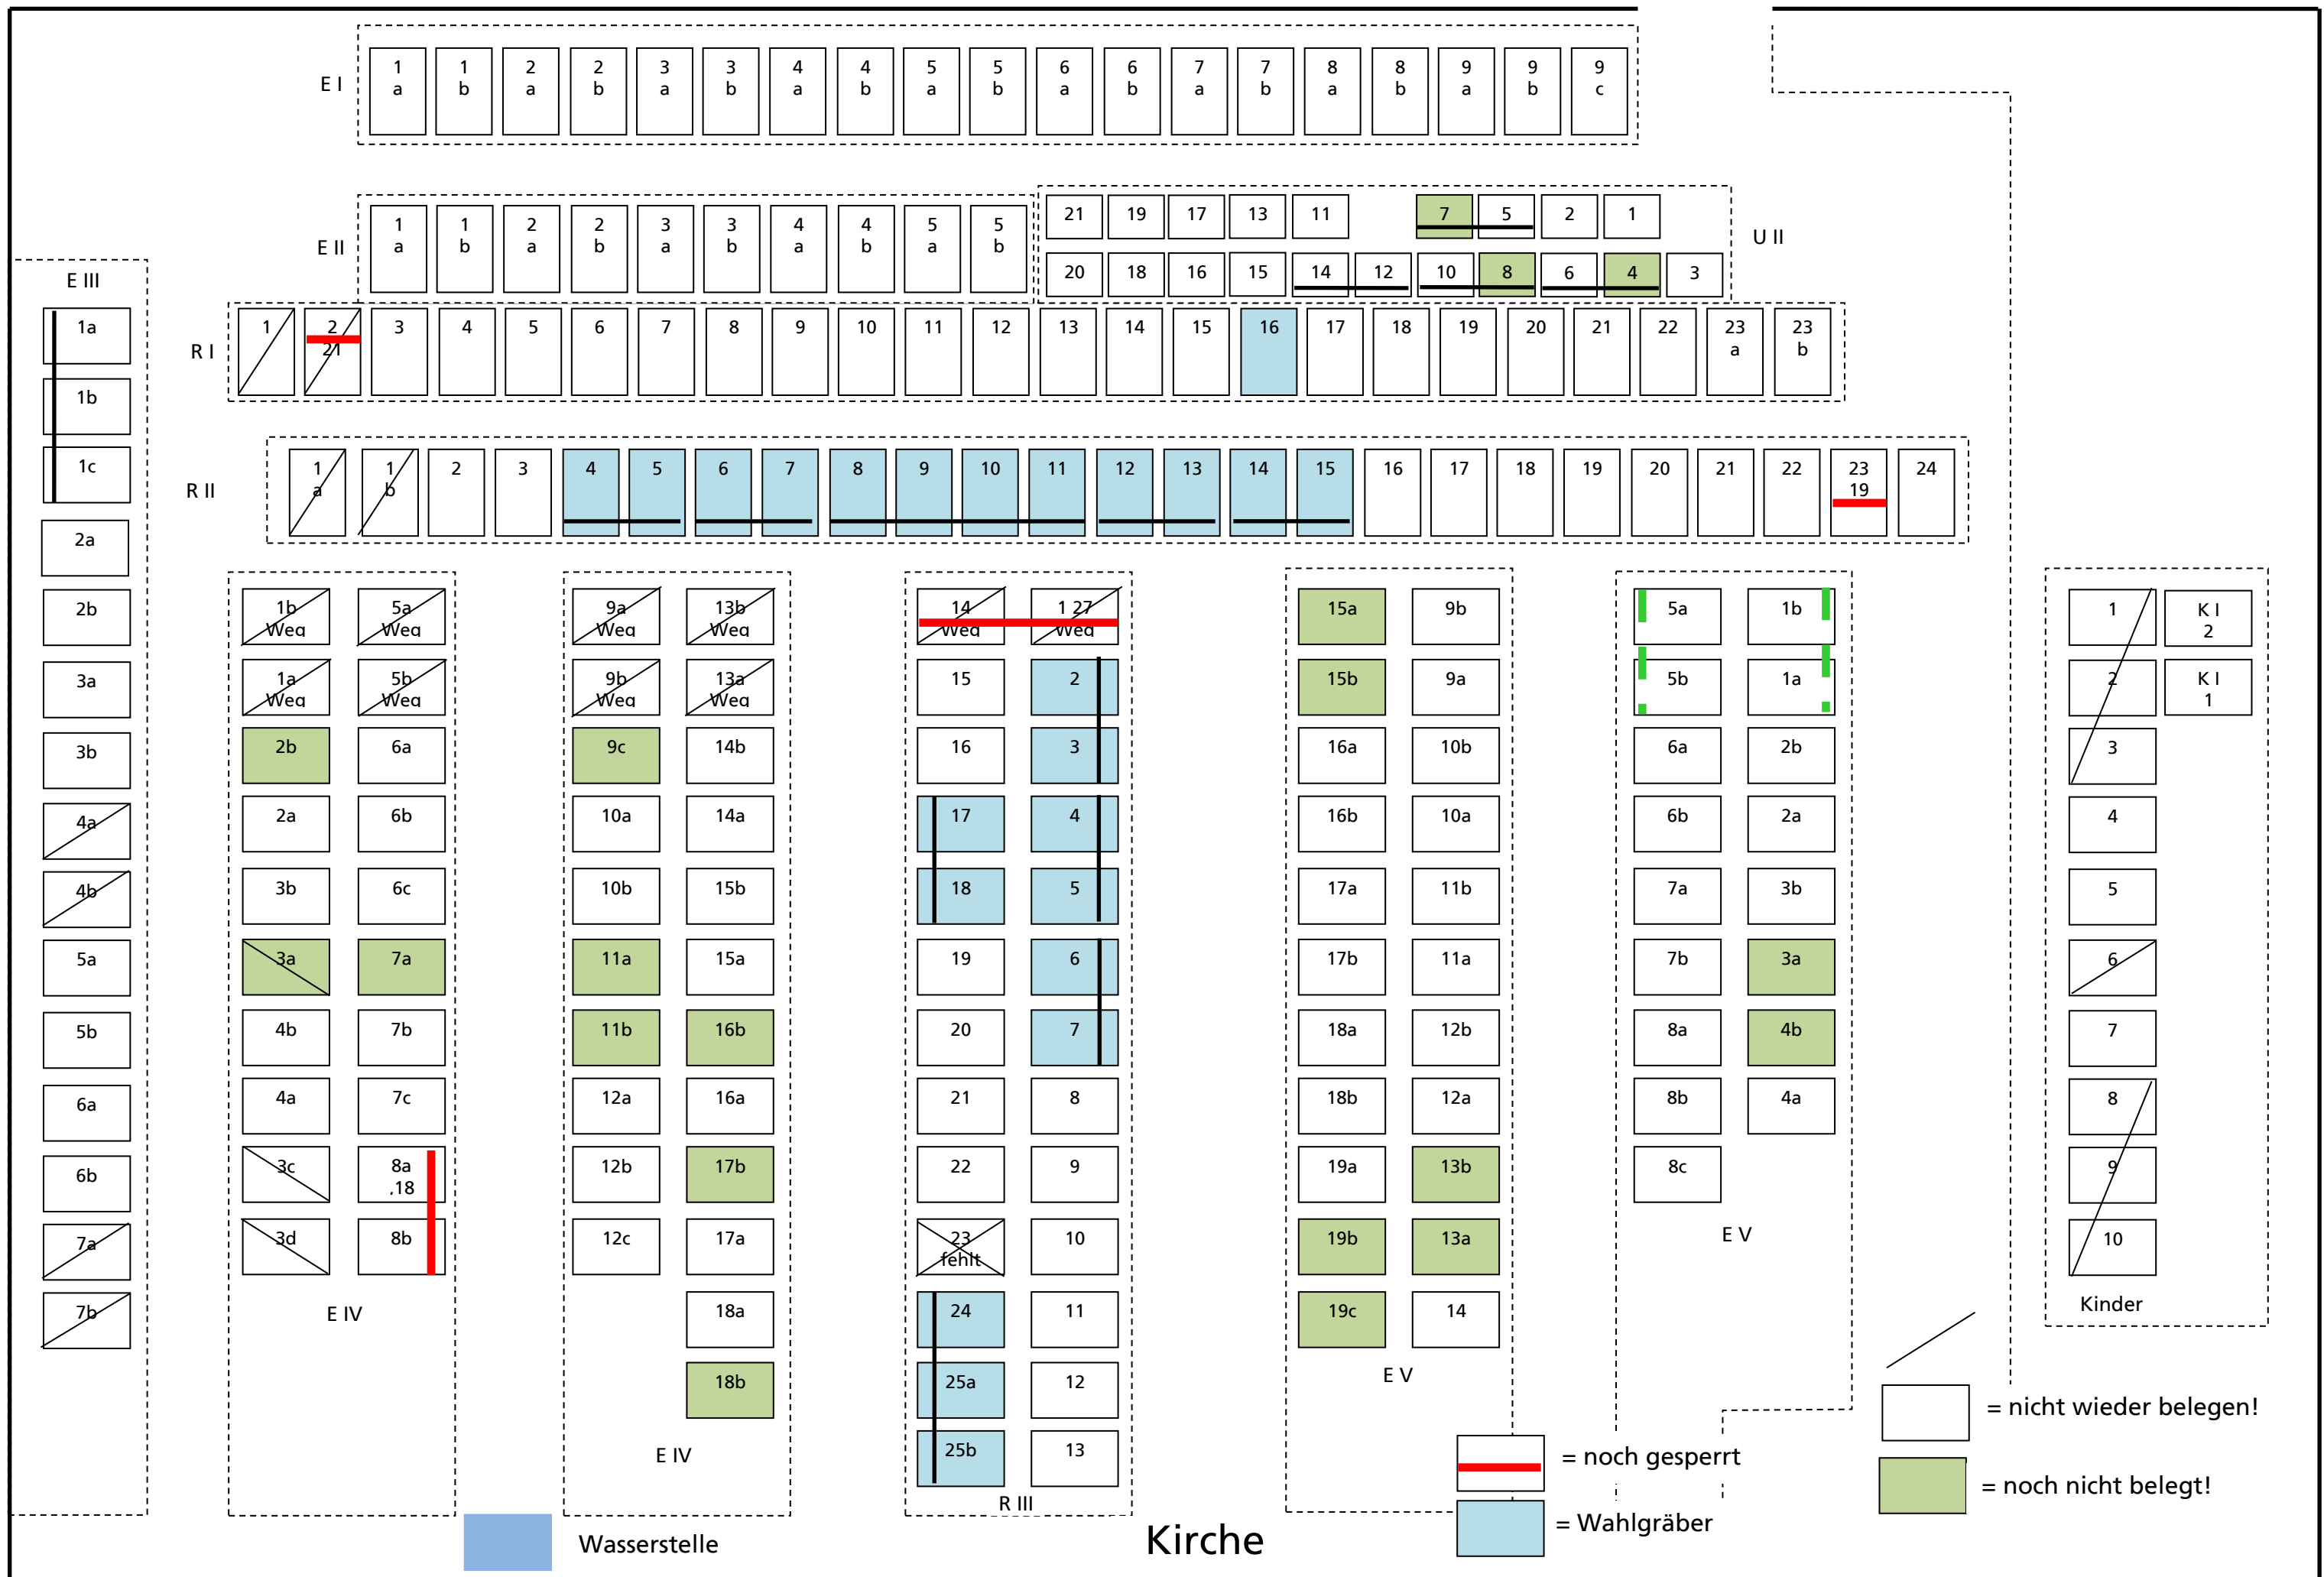 E I
1 a
1 b
2 a
2 b
3 a
3 b
4 a
4 b
5 a
5 b
6 a
6 b
7 a
7 b
8 a
8 b
9 a
9 b
9 c
E II
1 a
1 b
2 a
2 b
3 a
3 b
4 a
4 b
5 a
5 b
21 19 17 13 11 7 5 2 1
U II
20 18 16 15 14 12 10 8 6 4 3
R I
1
2
21
3 4 5 6 7 8 9 10 11 12 13 14 15 16 17 18 19 20 21 22
23 a
23 b
R II
1 a
1 b
2 3 4 5 6 7 8 9 10 11 12 13 14 15 16 17 18 19 20 21 22
23
19
24
E III
1a
1b
1c
2a
2b
3a
3b
4a
4b
5a
5b
6a
6b
7a
7b
1b Weg
5a Weg
1a Weg
5b Weg
2b 6a
2a 6b
3b 6c
3a 7a
4b 7b
4a 7c
3c
8a
,18
3d 8b
E IV
9a Weg
13b Weg
9b Weg
13a Weg
9c 14b
10a 14a
10b 15b
11a 15a
11b 16b
12a 16a
12b 17b
12c 17a
18a
18b
E IV
14 Weg
1 27 Weg
15 2
16 3
17 4
18 5
19 6
20 7
21 8
22 9
23 fehlt
10
24 11
25a 12
25b 13
R III
15a 9b
15b 9a
16a 10b
16b 10a
17a 11b
17b 11a
18a 12b
18b 12a
19a 13b
19b 13a
19c 14
E V
5a 1b
5b 1a
6a 2b
6b 2a
7a 3b
7b 3a
8a 4b
8b 4a
8c
E V
1
K I
2
2
K I
1
3
4
5
6
7
8
9
10
Kinder
= nicht wieder belegen!
= noch gesperrt
= noch nicht belegt!
= Wahlgräber
Wasserstelle
Kirche